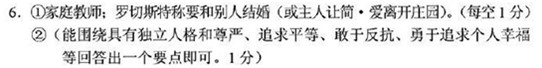 6. ①家庭教师；罗切斯特称要和别人结婚（或主人让简·爱离开庄园）。（每空 1 分）
②（能围绕具有独立人格和尊严、追求平等、敢于反抗、勇于追求个人幸福
等回答出一个要点即可。1 分）